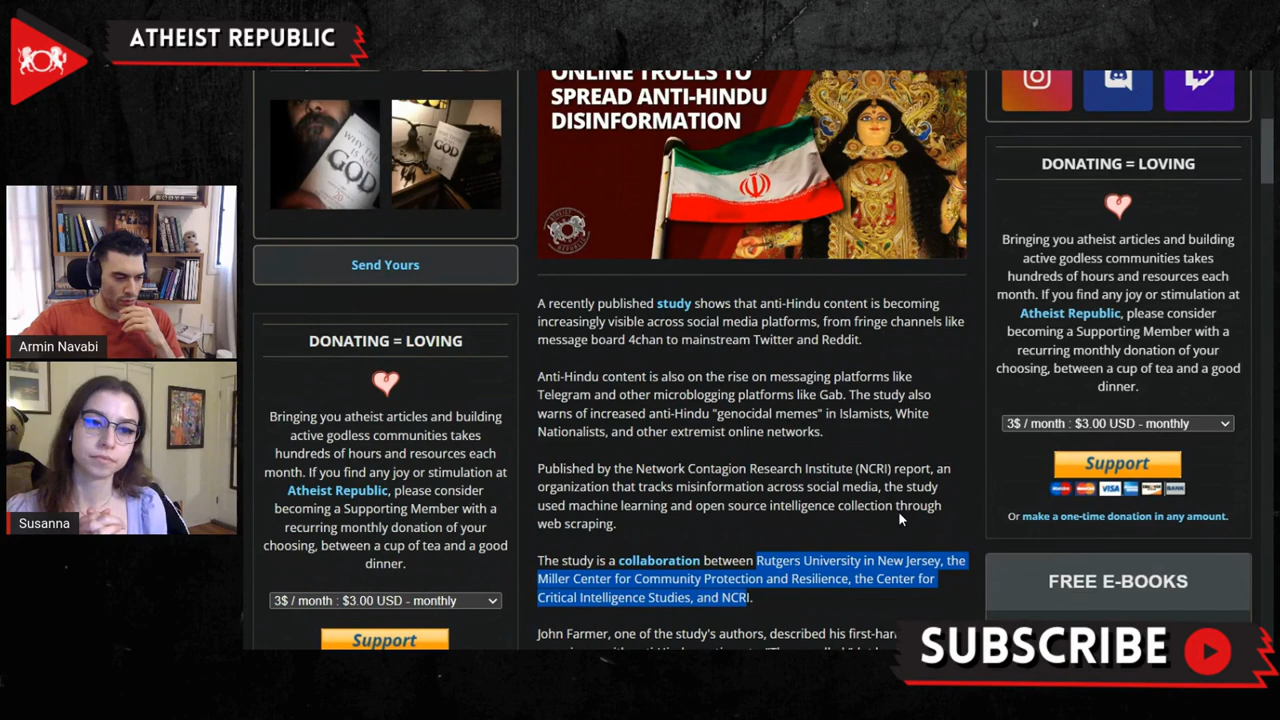 ATHEIST REPUBLIC
WHY THERE IS NO
GOD
GOD
Send Yours
DONATING = LOVING
Bringing you atheist articles and building
active godless communities takes
hundreds of hours and resources each
month. If you find any joy or stimulation at
Atheist Republic, please consider
becoming a Supporting Member with a
recurring monthly donation of your
choosing, between a cup of tea and a good
dinner.
3$ / month : $3.00 USD - monthly
Support
ONLINE TROLLS TO
SPREAD ANTI-HINDU
DISINFORMATION
A recently published study shows that anti-Hindu content is becoming
increasingly visible across social media platforms, from fringe channels like
message board 4chan to mainstream Twitter and Reddit.
Anti-Hindu content is also on the rise on messaging platforms like
Telegram and other microblogging platforms like Gab. The study also
warns of increased anti-Hindu "genocidal memes" in Islamists, White
Nationalists, and other extremist online networks.
Published by the Network Contagion Research Institute (NCRI) report, an
organization that tracks misinformation across social media, the study
used machine learning and open source intelligence collection through
web scraping.
The study is a collaboration between Rutgers University in New Jersey, the
Miller Center for Community Protection and Resilience, the Center for
Critical Intelligence Studies, and NCRI.
John Farmer, one of the study's authors, described his first-han
DONATING = LOVING
Bringing you atheist articles and building
active godless communities takes
hundreds of hours and resources each
month. If you find any joy or stimulation at
Atheist Republic, please consider
becoming a Supporting Member with a
recurring monthly donation of your
choosing, between a cup of tea and a good
dinner.
3$ / month : $3.00 USD - monthly
Support
VISA
BANK
Or make a one-time donation in any amount.
FREE E-BOOKS
Armin Navabi
Susanna
SUBSCRIBE